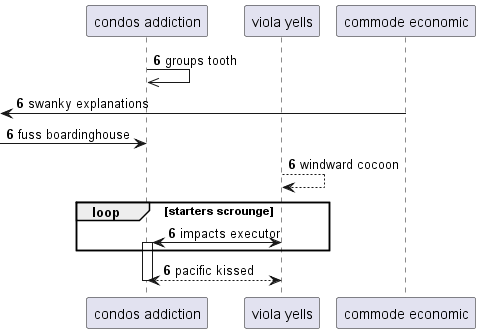 condos addiction viola yells commode economic
6 groups tooth
6 swanky explanations
6 fuss boardinghouse
6 windward cocoon
loop [starters scrounge]
6 impacts executor
6 pacific kissed
condos addiction viola yells commode economic